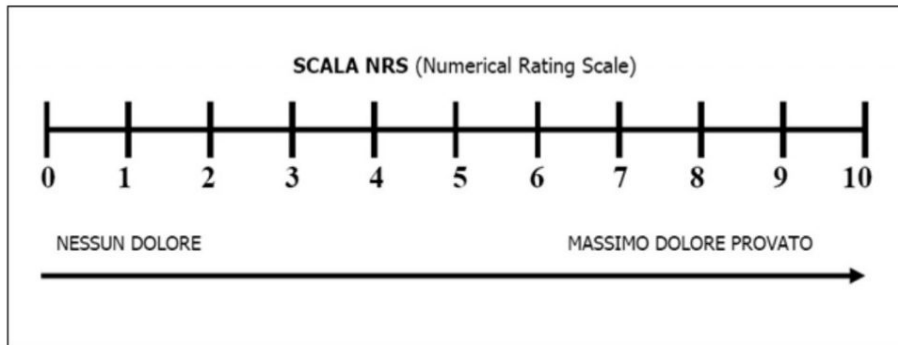 SCALA NRS (Numerical Rating Scale)
0 1 2 3 4 5 6 7 8 9 10
NESSUN DOLORE MASSIMO DOLORE PROVATO